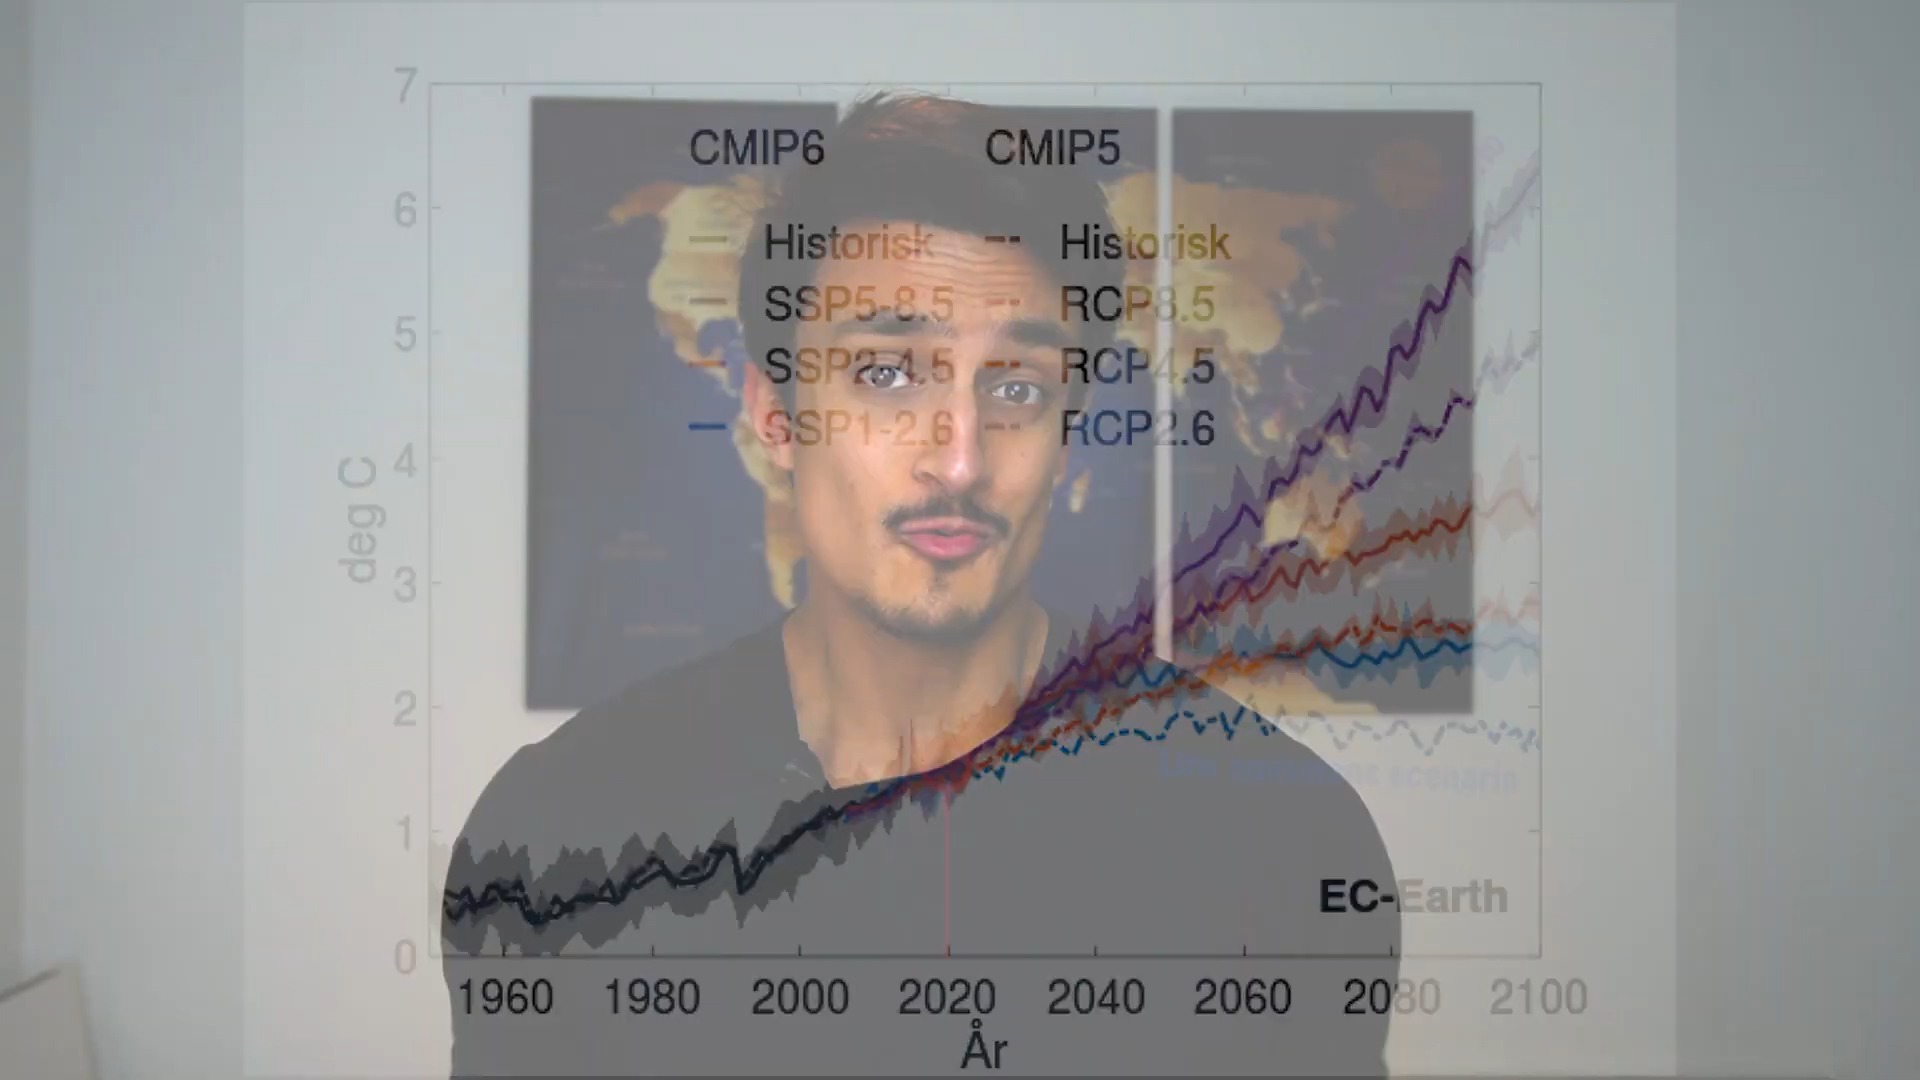 7
CMIP6 CMIP5
6
Historisk Historisk
SSP5-8.5 RCP8.5
5
SSP2-4.5 RCP4.5
SSP1-2.6 RCP2.6
4
deg C
3
2
scenario
1
EC-Earth
0
1960 1980 2000 2020 2040 2060 2080 2100
År